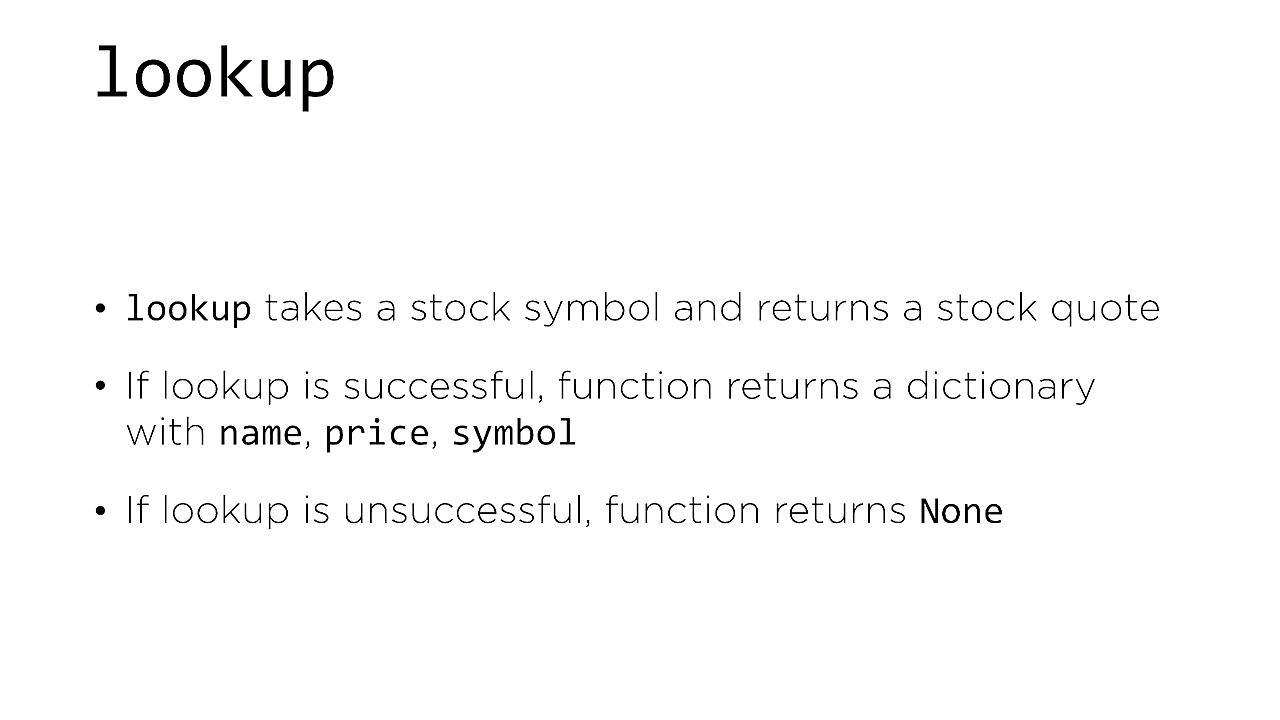 lookup
• lookup takes a stock symbol and returns a stock quote
• If lookup is successful, function returns a dictionary
with name, price, symbol
• If lookup is unsuccessful, function returns None